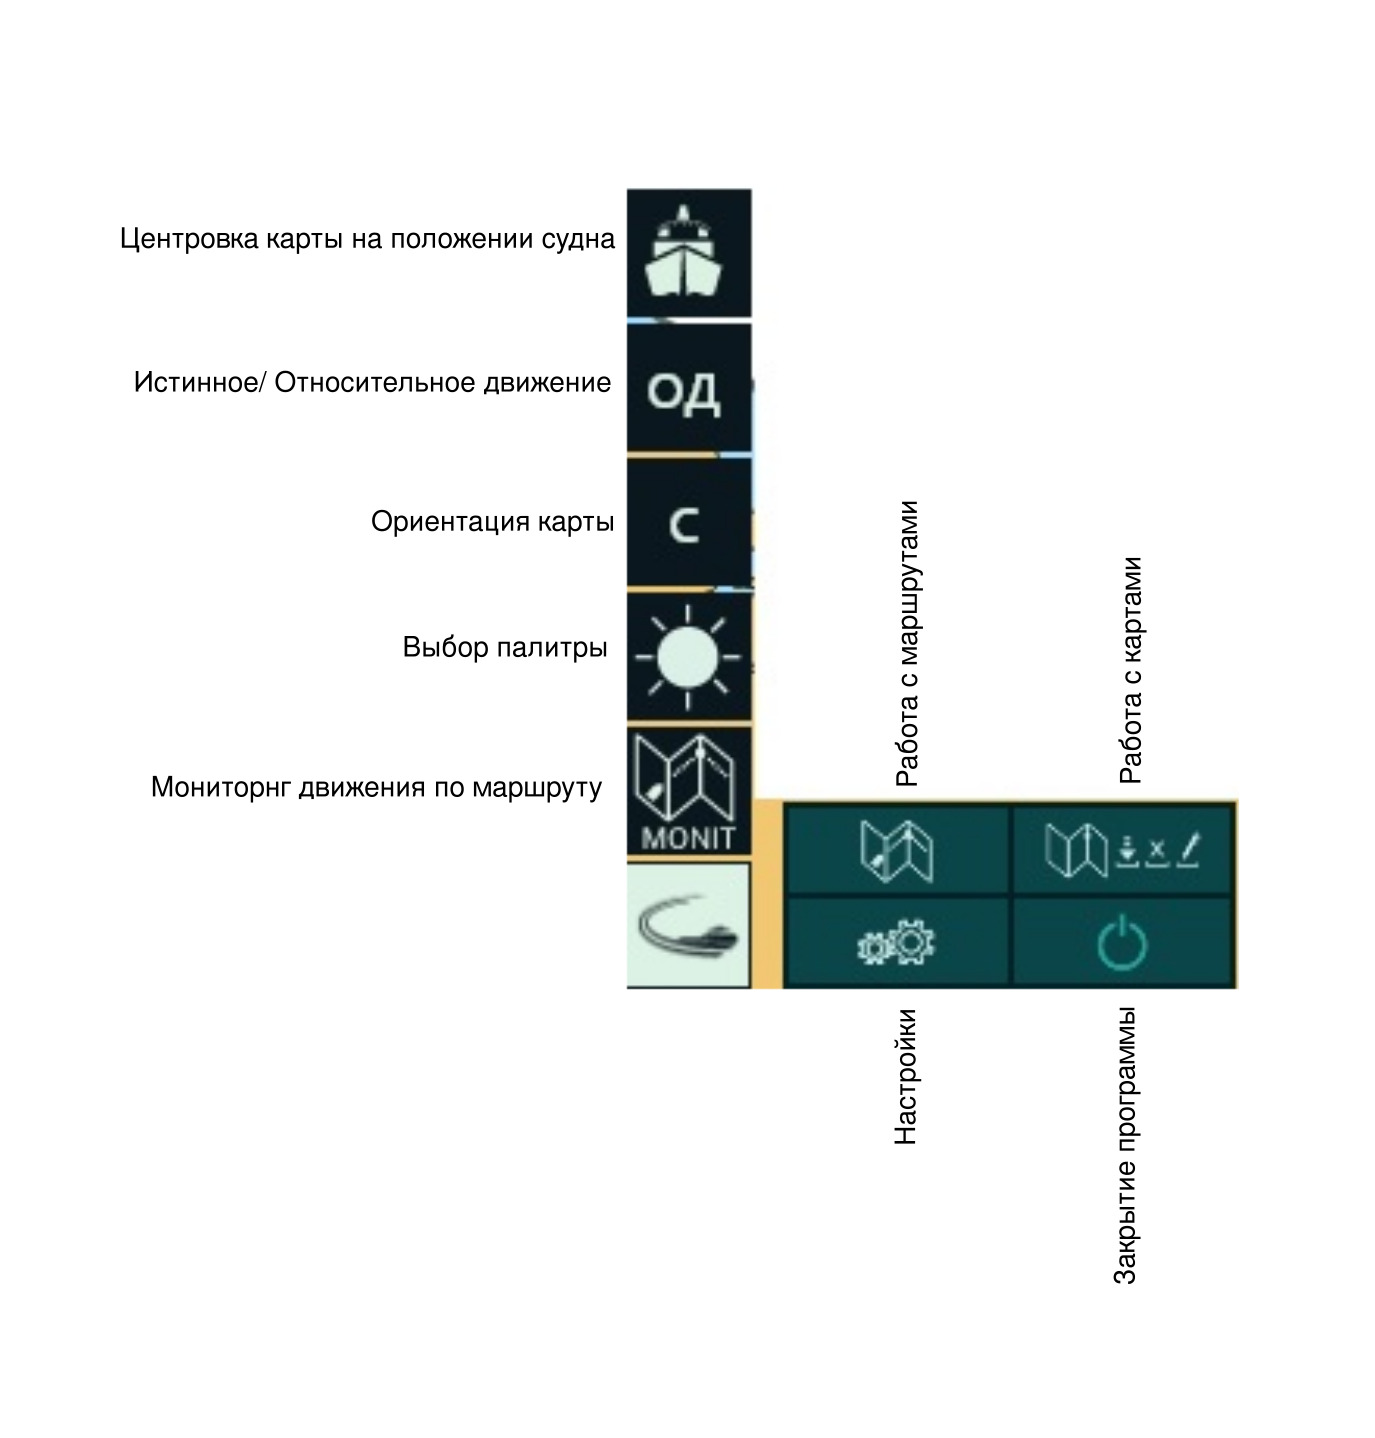 Центровка карты на положении судна
Истинное/ Относительное движение
ОД
Ориентация карты
С
Выбор палитры
Мониторнг движения по маршруту
MONIT
Работа с маршрутами
Работа с картами
Настройки
Закрытие программы